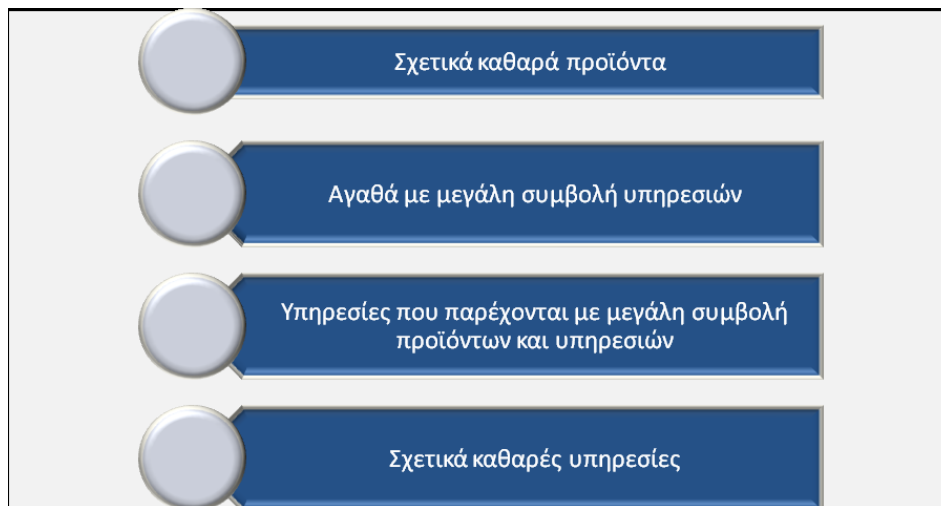 Σχετικά καθαρά προϊόντα
Αγαθά με μεγάλη συμβολή υπηρεσιών
Υπηρεσίες που παρέχονται με μεγάλη συμβολή
προϊόντων και υπηρεσιών
Σχετικά καθαρές υπηρεσίες